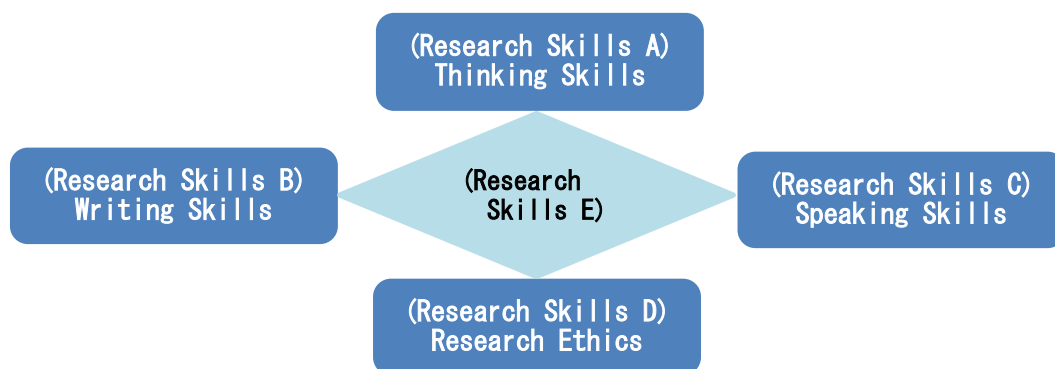 (Research Skills A)
Thinking Skills
(Research Skills B)
Writing Skills
(Research
Skills E)
(Research Skills C)
Speaking Skills
(Research Skills D)
Research Ethics